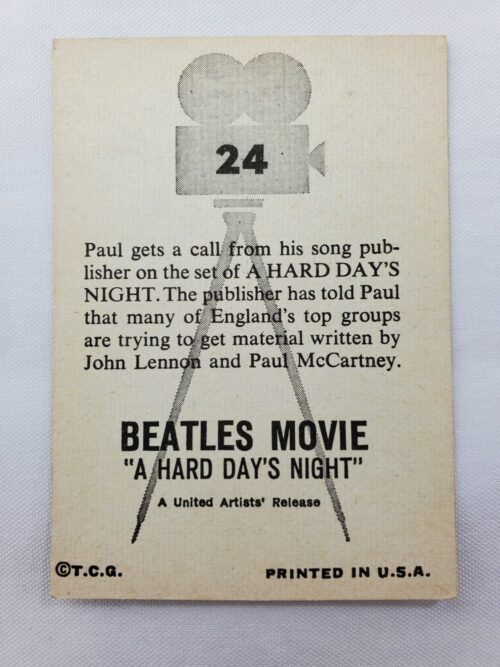 24
Paul gets a call from his song pub-
lisher on the set of A HARD DAY'S
NIGHT. The publisher has told Paul
that many of England's top groups
are trying to get material written by
John Lennon and Paul McCartney.
BEATLES MOVIE
"A HARD DAY'S NIGHT"
A United Artists' Release
©T.C.G. PRINTED IN U.S.A.